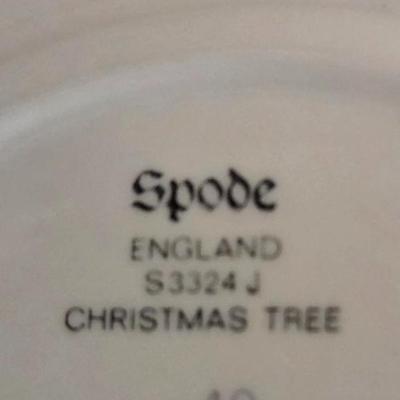 Spode
ENGLAND
S3324 J
CHRISTMAS TREE